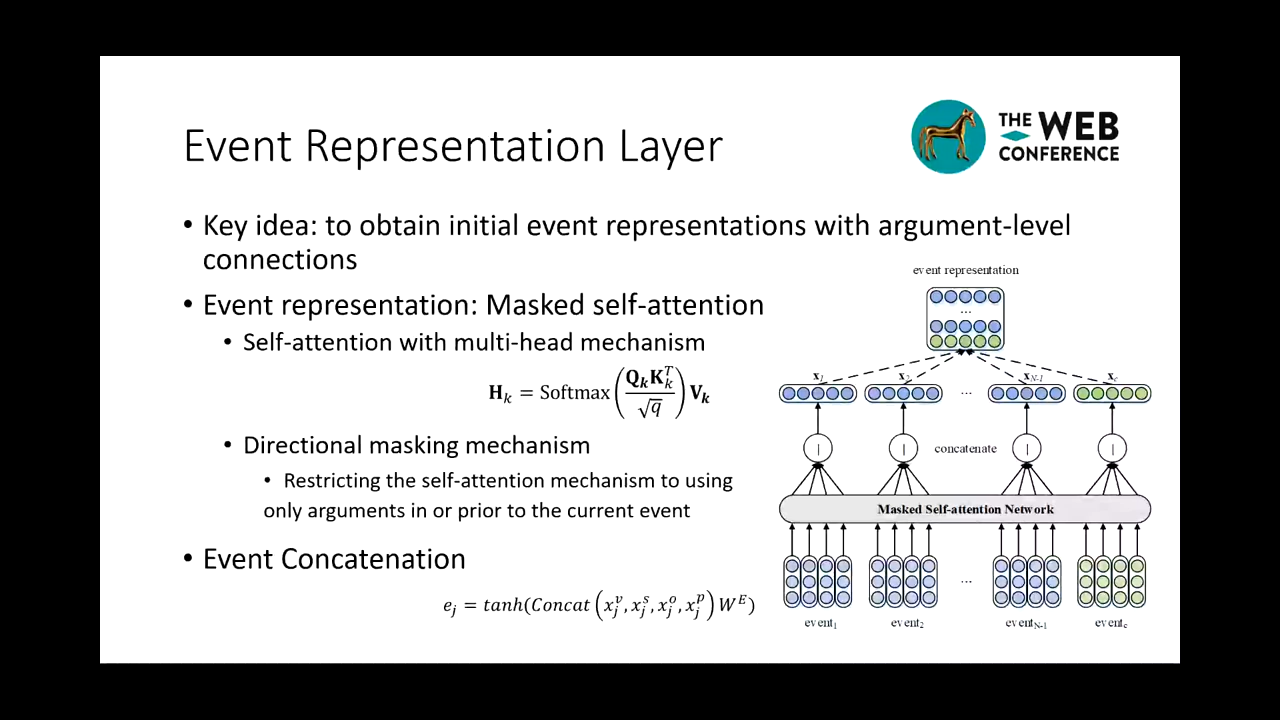 Event Representation Layer
THE WEB
CONFERENCE
• Key idea: to obtain initial event representations with argument-level
connections
• Event representation: Masked self-attention
• Self-attention with multi-head mechanism
H_k = Softmax(Q_k K_k^T / √q) V_k
• Directional masking mechanism
• Restricting the self-attention mechanism to using
only arguments in or prior to the current event
• Event Concatenation
e_j = tanh(Concat(x_j^v, x_j^s, x_j^o, x_j^p) W^E)
event representation
...
x_1 x_2 ... x_N-1 x_c
| | concatenate | |
Masked Self-attention Network
...
event_1 event_2 event_N-1 event_c